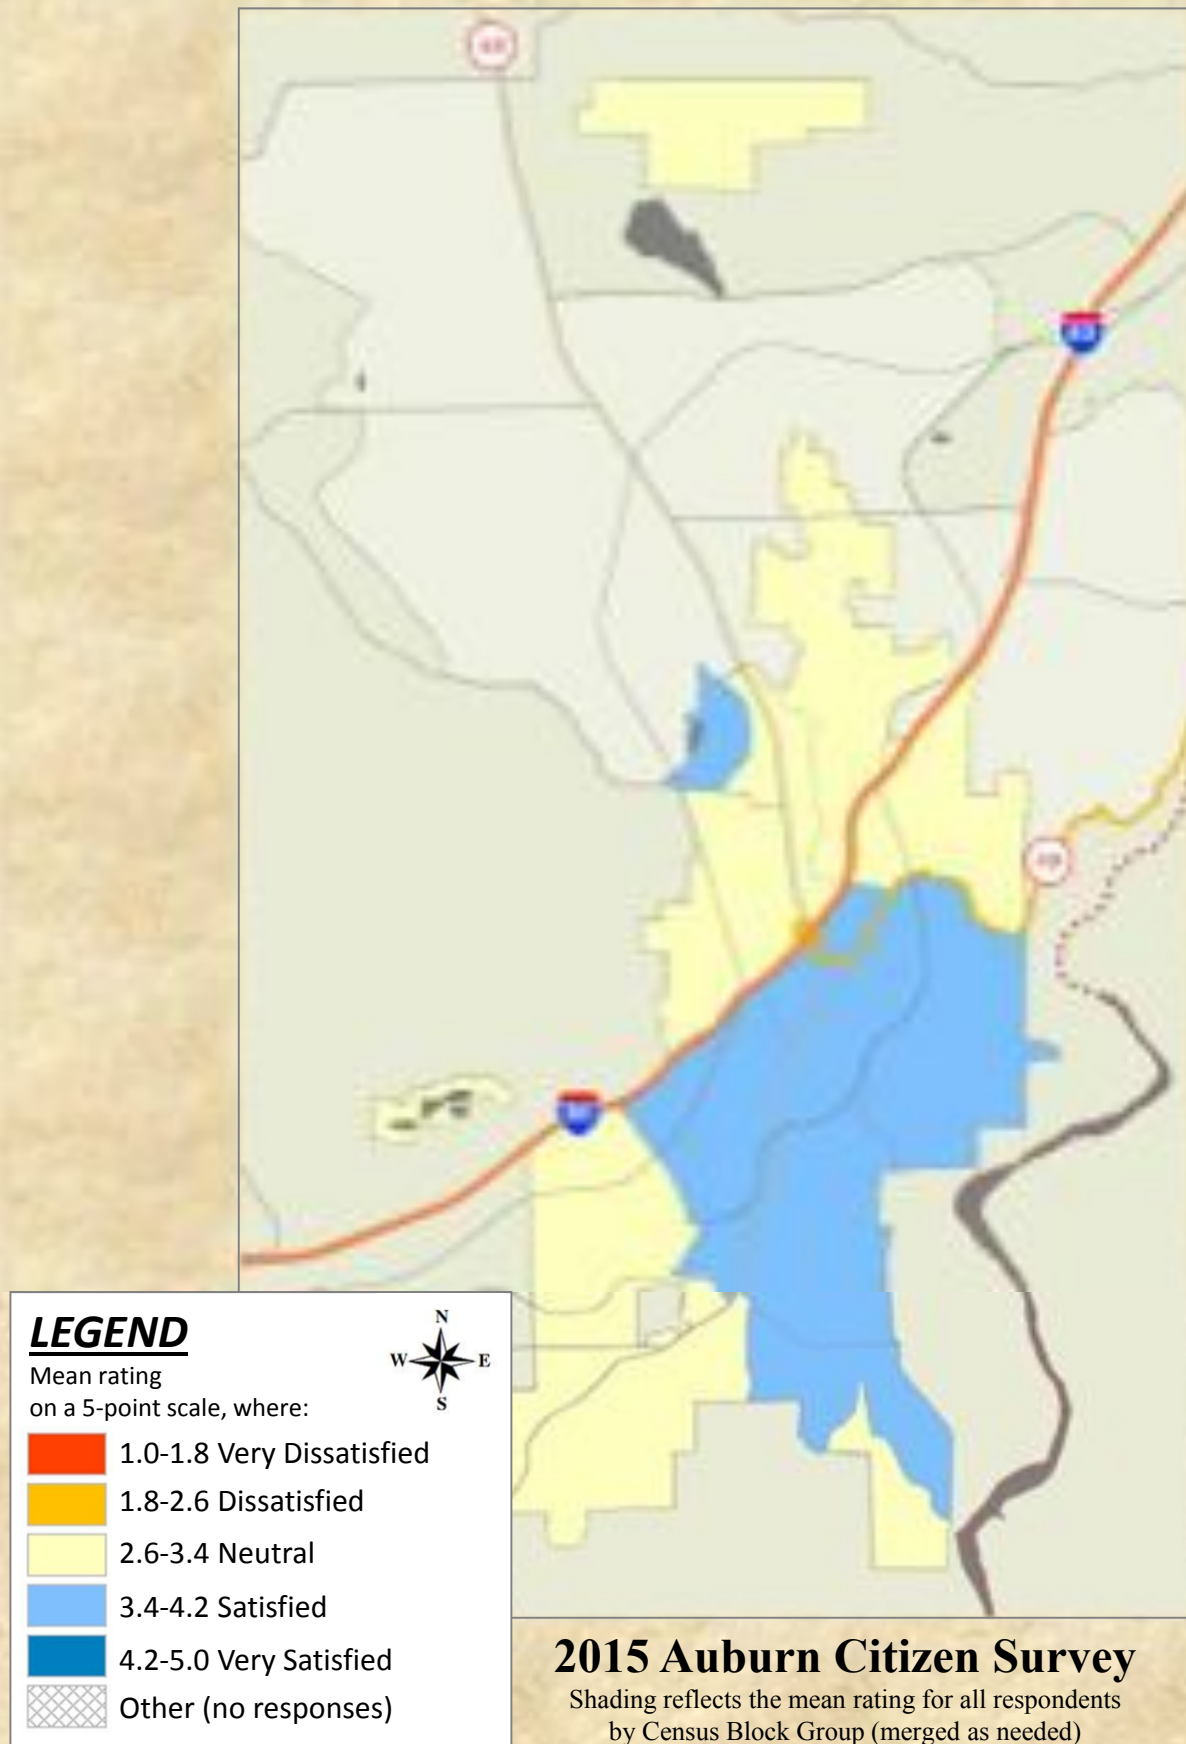 LEGEND
Mean rating
on a 5-point scale, where:
N
W E
S
1.0-1.8 Very Dissatisfied
1.8-2.6 Dissatisfied
2.6-3.4 Neutral
3.4-4.2 Satisfied
4.2-5.0 Very Satisfied
Other (no responses)
2015 Auburn Citizen Survey
Shading reflects the mean rating for all respondents
by Census Block Group (merged as needed)